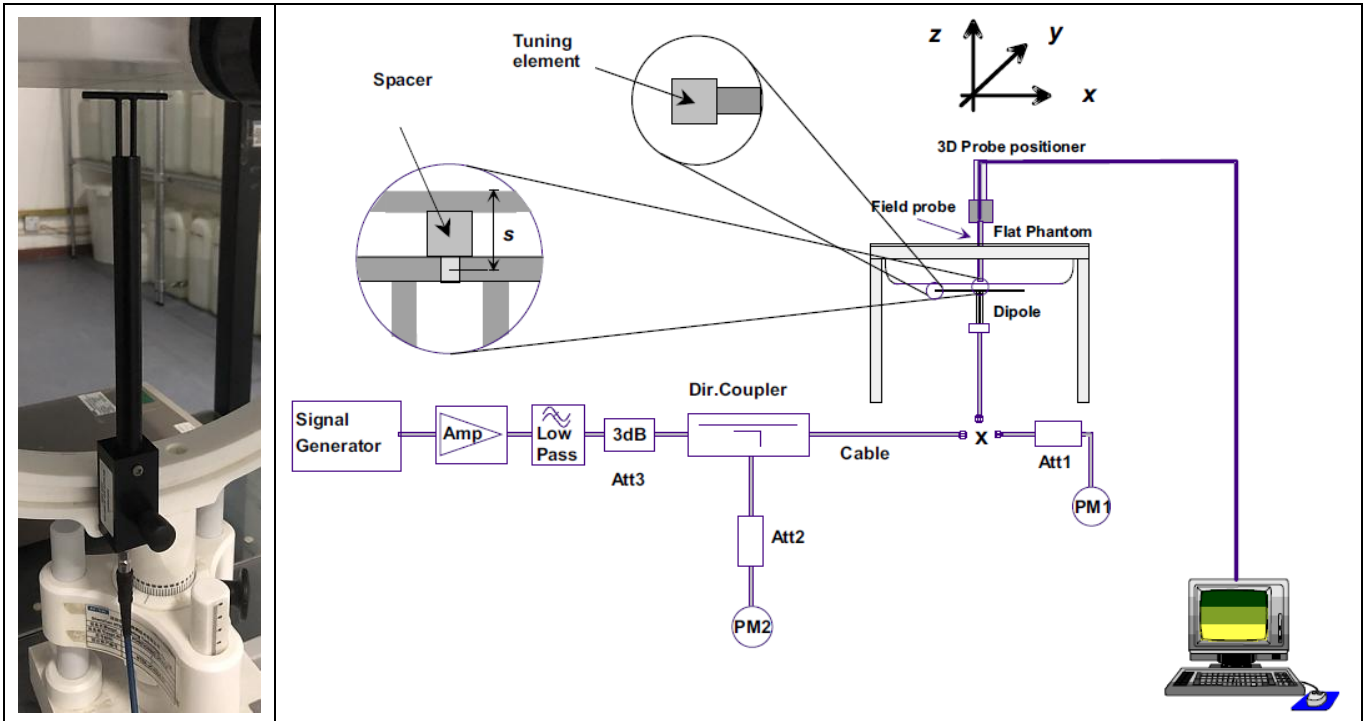 Tuning
element
Spacer
s
z
y
x
3D Probe positioner
Field probe
Flat Phantom
Dipole
Dir.Coupler
Signal
Generator
Amp
Low
Pass
3dB
Att3
Cable
X
Att1
PM1
Att2
PM2